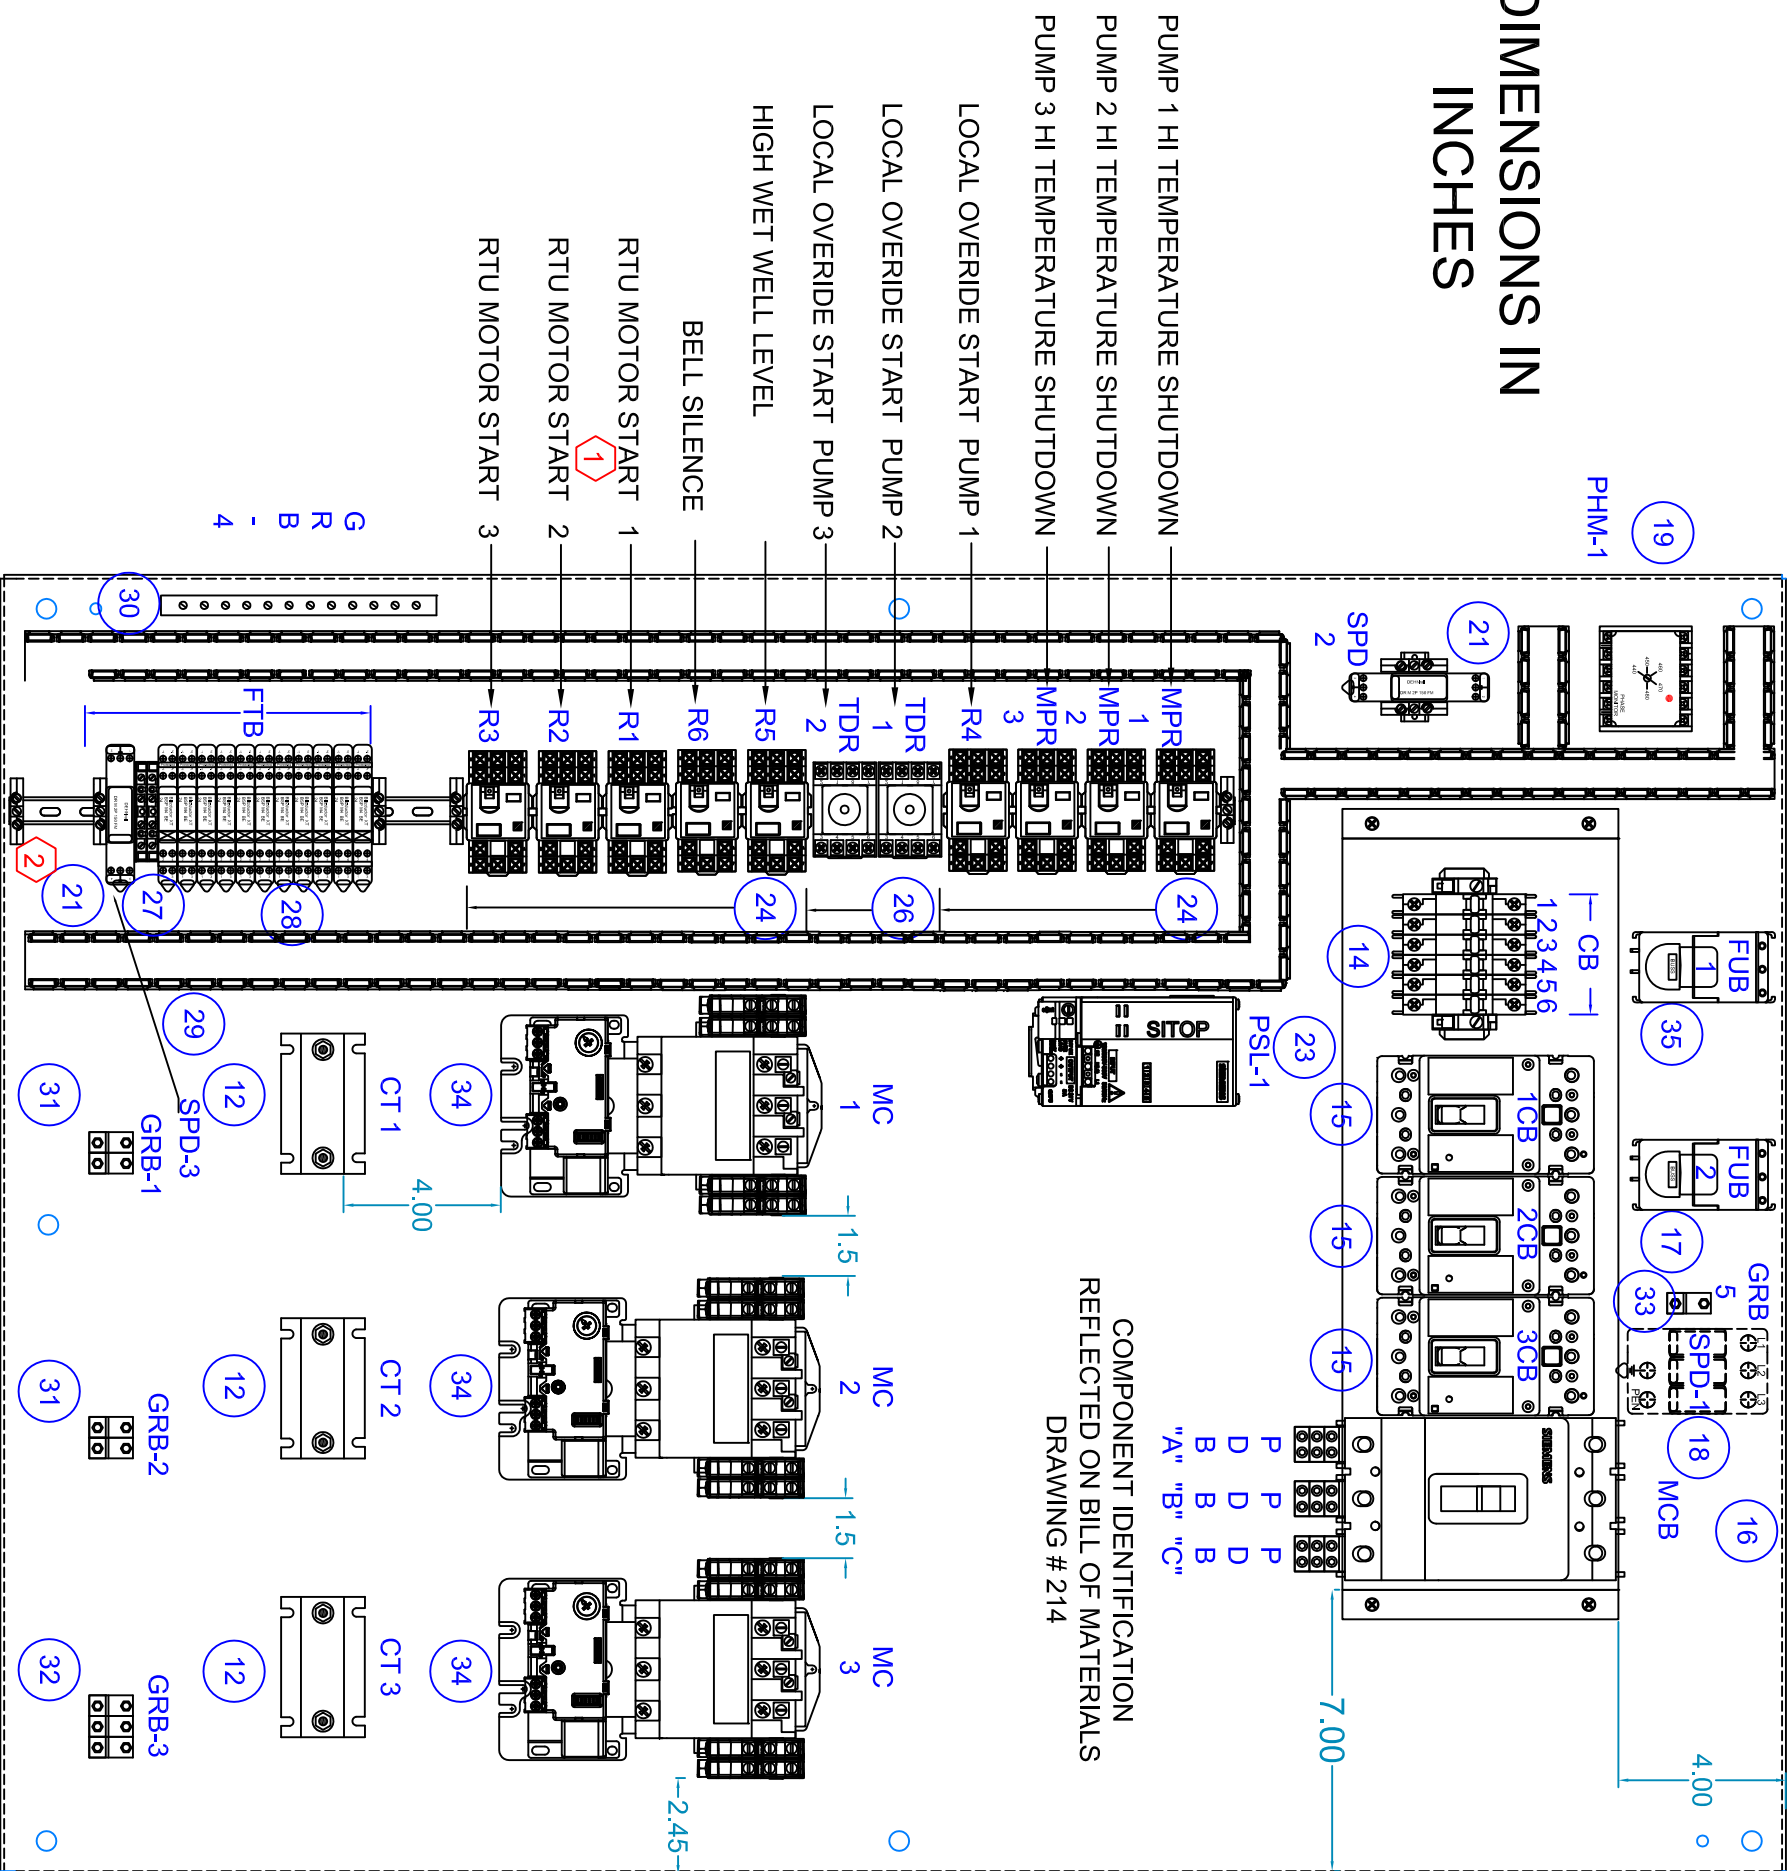 DIMENSIONS IN
INCHES
PUMP 1 HI TEMPERATURE SHUTDOWN
PUMP 2 HI TEMPERATURE SHUTDOWN
PUMP 3 HI TEMPERATURE SHUTDOWN
LOCAL OVERIDE START PUMP 1
LOCAL OVERIDE START PUMP 2
LOCAL OVERIDE START PUMP 3
HIGH WET WELL LEVEL
BELL SILENCE
RTU MOTOR START 1
1
RTU MOTOR START 2
RTU MOTOR START 3
19
PHM-1
G
R
B
-
4
30
21
SPD
2
PHASE
MONITOR
MPR
1
MPR
2
MPR
3
R4
TDR
1
TDR
2
R5
R6
R1
R2
R3
FTB
24
26
24
28
27
21
2
29
SPD-3
FUB
1
35
FUB
2
17
CB
1 2 3 4 5 6
14
1CB
15
2CB
15
3CB
15
GRB
5
33
SPD-1
L1
L2
L3
PEN
18
MCB
16
SIEMENS
P P P
D D D
B B B
"A" "B" "C"
23
PSL-1
SITOP
COMPONENT IDENTIFICATION
REFLECTED ON BILL OF MATERIALS
DRAWING # 214
7.00
4.00
MC
1
MC
2
MC
3
1.5
1.5
2.45
34
34
34
4.00
CT 1
CT 2
CT 3
12
12
12
GRB-1
GRB-2
GRB-3
31
31
32